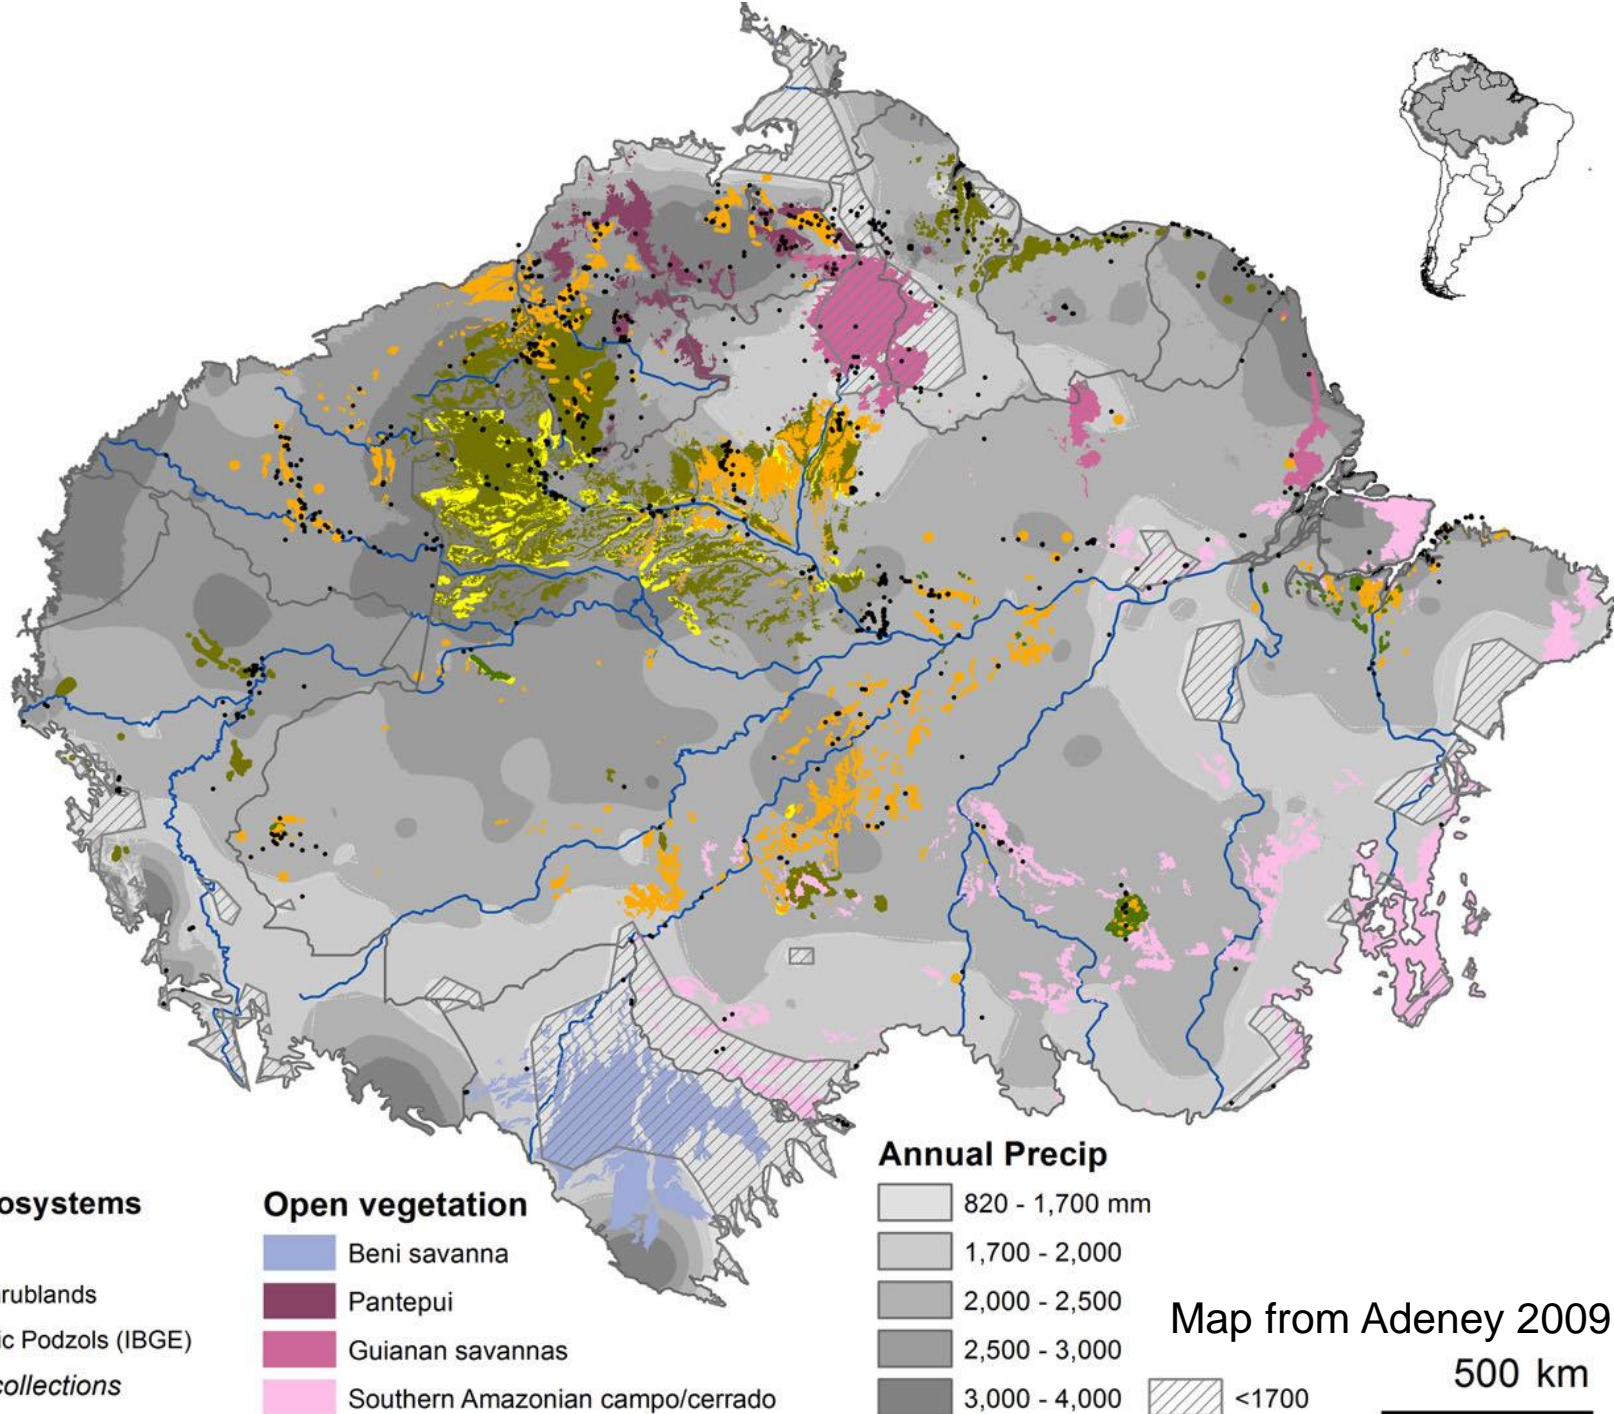 osystems
rublands
ic Podzols (IBGE)
collections
Open vegetation
Beni savanna
Pantepui
Guianan savannas
Southern Amazonian campo/cerrado
Annual Precip
820 - 1,700 mm
1,700 - 2,000
2,000 - 2,500
2,500 - 3,000
3,000 - 4,000
<1700
Map from Adeney 2009
500 km